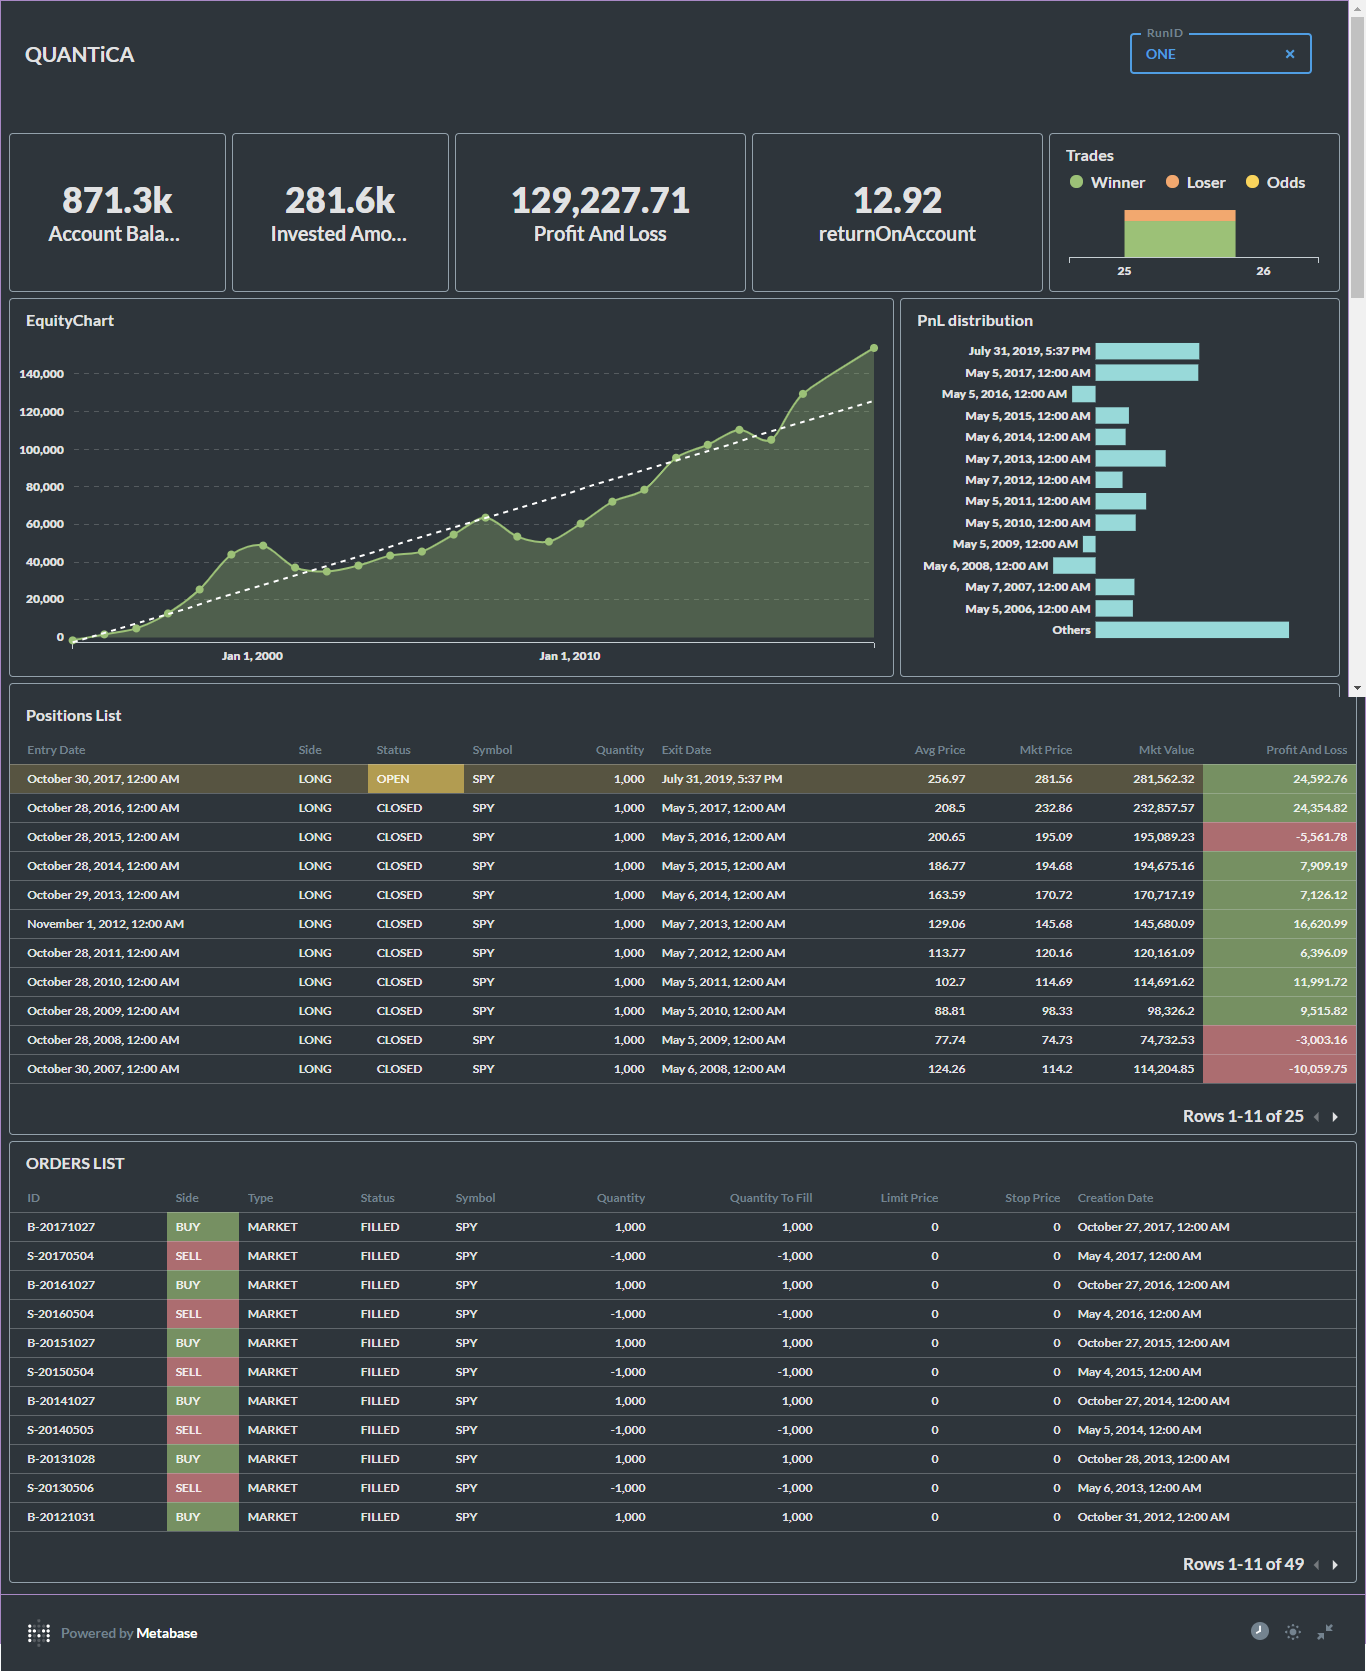 QUANTiCA
RunID
ONE ×
871.3k
Account Bala...
281.6k
Invested Amo...
129,227.71
Profit And Loss
12.92
returnOnAccount
Trades
Winner Loser Odds
25 26
EquityChart
140,000
120,000
100,000
80,000
60,000
40,000
20,000
0
Jan 1, 2000 Jan 1, 2010
PnL distribution
July 31, 2019, 5:37 PM
May 5, 2017, 12:00 AM
May 5, 2016, 12:00 AM
May 5, 2015, 12:00 AM
May 6, 2014, 12:00 AM
May 7, 2013, 12:00 AM
May 7, 2012, 12:00 AM
May 5, 2011, 12:00 AM
May 5, 2010, 12:00 AM
May 5, 2009, 12:00 AM
May 6, 2008, 12:00 AM
May 7, 2007, 12:00 AM
May 5, 2006, 12:00 AM
Others
Positions List
Entry Date Side Status Symbol Quantity Exit Date Avg Price Mkt Price Mkt Value Profit And Loss
October 30, 2017, 12:00 AM LONG OPEN SPY 1,000 July 31, 2019, 5:37 PM 256.97 281.56 281,562.32 24,592.76
October 28, 2016, 12:00 AM LONG CLOSED SPY 1,000 May 5, 2017, 12:00 AM 208.5 232.86 232,857.57 24,354.82
October 28, 2015, 12:00 AM LONG CLOSED SPY 1,000 May 5, 2016, 12:00 AM 200.65 195.09 195,089.23 -5,561.78
October 28, 2014, 12:00 AM LONG CLOSED SPY 1,000 May 5, 2015, 12:00 AM 186.77 194.68 194,675.16 7,909.19
October 29, 2013, 12:00 AM LONG CLOSED SPY 1,000 May 6, 2014, 12:00 AM 163.59 170.72 170,717.19 7,126.12
November 1, 2012, 12:00 AM LONG CLOSED SPY 1,000 May 7, 2013, 12:00 AM 129.06 145.68 145,680.09 16,620.99
October 28, 2011, 12:00 AM LONG CLOSED SPY 1,000 May 7, 2012, 12:00 AM 113.77 120.16 120,161.09 6,396.09
October 28, 2010, 12:00 AM LONG CLOSED SPY 1,000 May 5, 2011, 12:00 AM 102.7 114.69 114,691.62 11,991.72
October 28, 2009, 12:00 AM LONG CLOSED SPY 1,000 May 5, 2010, 12:00 AM 88.81 98.33 98,326.2 9,515.82
October 28, 2008, 12:00 AM LONG CLOSED SPY 1,000 May 5, 2009, 12:00 AM 77.74 74.73 74,732.53 -3,003.16
October 30, 2007, 12:00 AM LONG CLOSED SPY 1,000 May 6, 2008, 12:00 AM 124.26 114.2 114,204.85 -10,059.75
Rows 1-11 of 25
ORDERS LIST
ID Side Type Status Symbol Quantity Quantity To Fill Limit Price Stop Price Creation Date
B-20171027 BUY MARKET FILLED SPY 1,000 1,000 0 0 October 27, 2017, 12:00 AM
S-20170504 SELL MARKET FILLED SPY -1,000 -1,000 0 0 May 4, 2017, 12:00 AM
B-20161027 BUY MARKET FILLED SPY 1,000 1,000 0 0 October 27, 2016, 12:00 AM
S-20160504 SELL MARKET FILLED SPY -1,000 -1,000 0 0 May 4, 2016, 12:00 AM
B-20151027 BUY MARKET FILLED SPY 1,000 1,000 0 0 October 27, 2015, 12:00 AM
S-20150504 SELL MARKET FILLED SPY -1,000 -1,000 0 0 May 4, 2015, 12:00 AM
B-20141027 BUY MARKET FILLED SPY 1,000 1,000 0 0 October 27, 2014, 12:00 AM
S-20140505 SELL MARKET FILLED SPY -1,000 -1,000 0 0 May 5, 2014, 12:00 AM
B-20131028 BUY MARKET FILLED SPY 1,000 1,000 0 0 October 28, 2013, 12:00 AM
S-20130506 SELL MARKET FILLED SPY -1,000 -1,000 0 0 May 6, 2013, 12:00 AM
B-20121031 BUY MARKET FILLED SPY 1,000 1,000 0 0 October 31, 2012, 12:00 AM
Rows 1-11 of 49
Powered by Metabase